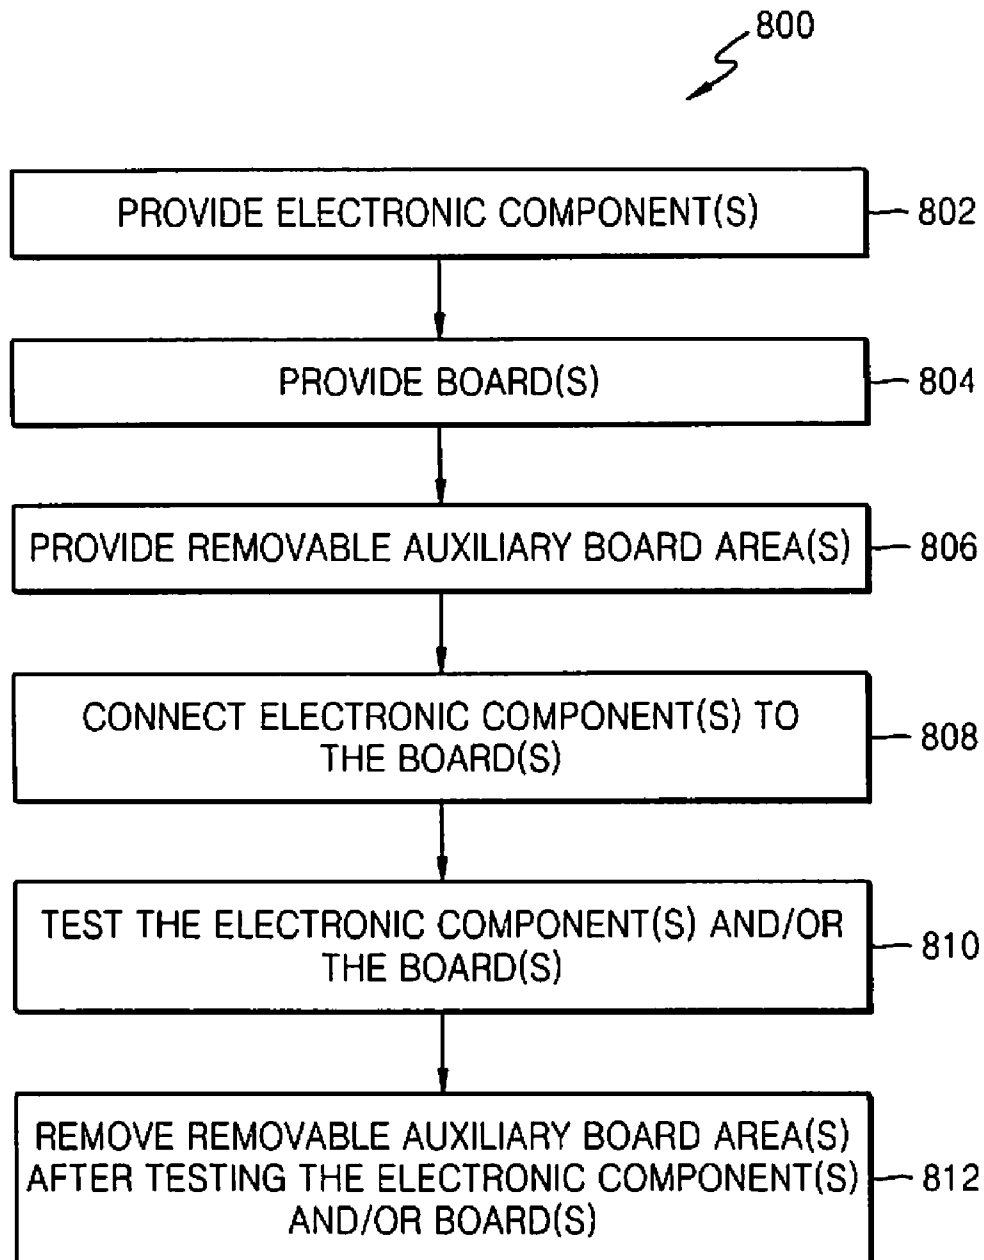 800
PROVIDE ELECTRONIC COMPONENT(S)
802
PROVIDE BOARD(S)
804
PROVIDE REMOVABLE AUXILIARY BOARD AREA(S)
806
CONNECT ELECTRONIC COMPONENT(S) TO
THE BOARD(S)
808
TEST THE ELECTRONIC COMPONENT(S) AND/OR
THE BOARD(S)
810
REMOVE REMOVABLE AUXILIARY BOARD AREA(S)
AFTER TESTING THE ELECTRONIC COMPONENT(S)
AND/OR BOARD(S)
812